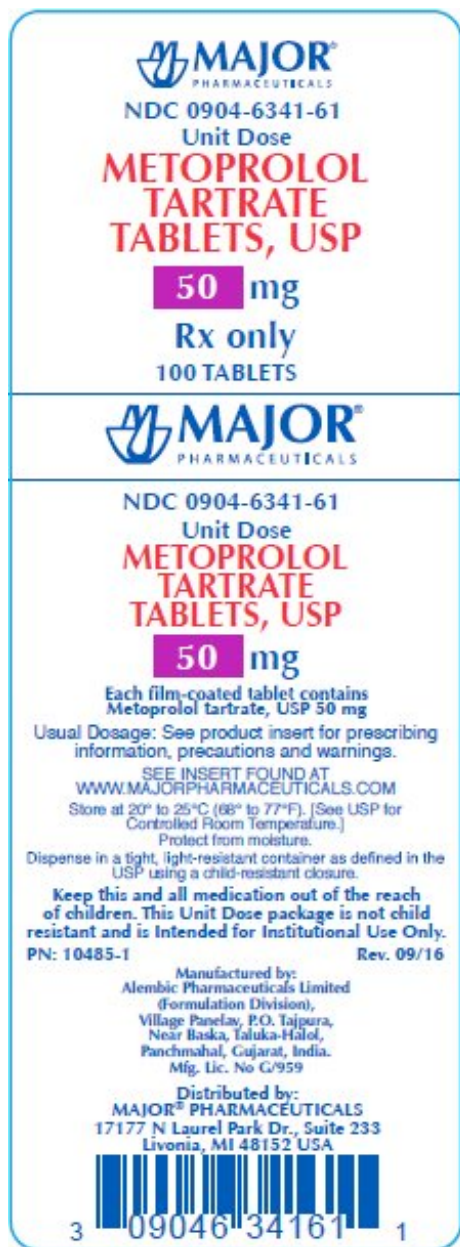 MAJOR®
PHARMACEUTICALS
NDC 0904-6341-61
Unit Dose
METOPROLOL
TARTRATE
TABLETS, USP
50 mg
Rx only
100 TABLETS
MAJOR®
PHARMACEUTICALS
NDC 0904-6341-61
Unit Dose
METOPROLOL
TARTRATE
TABLETS, USP
50 mg
Each film-coated tablet contains
Metoprolol tartrate, USP 50 mg
Usual Dosage: See product insert for prescribing
information, precautions and warnings.
SEE INSERT FOUND AT
WWW.MAJORPHARMACEUTICALS.COM
Store at 20° to 25°C (68° to 77°F). [See USP for
Controlled Room Temperature.]
Protect from moisture.
Dispense in a tight, light-resistant container as defined in the
USP using a child-resistant closure.
Keep this and all medication out of the reach
of children. This Unit Dose package is not child
resistant and is Intended for Institutional Use Only.
PN: 10485-1 Rev. 09/16
Manufactured by:
Alembic Pharmaceuticals Limited
(Formulation Division),
Village Panelav, P.O. Tajpura,
Near Baska, Taluka-Halol,
Panchmahal, Gujarat, India.
Mfg. Lic. No G/959
Distributed by:
MAJOR® PHARMACEUTICALS
17177 N Laurel Park Dr., Suite 233
Livonia, MI 48152 USA
3 09046 34161 1